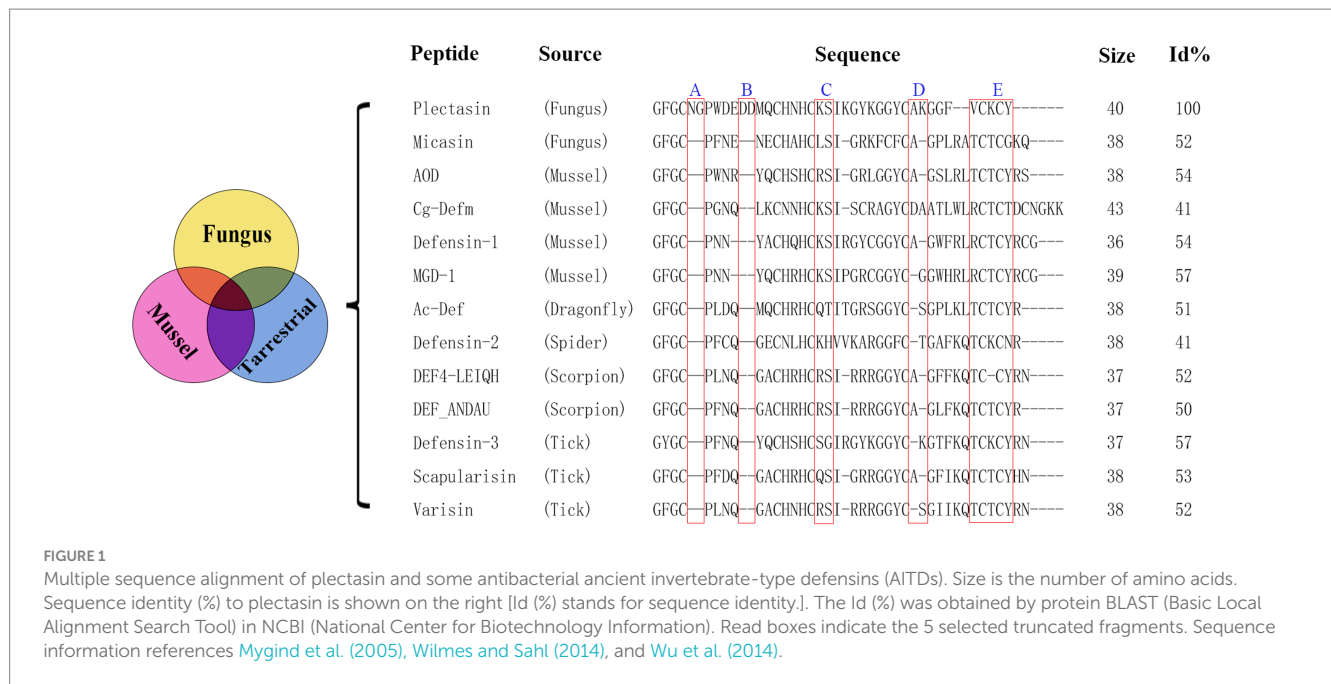 Peptide Source Sequence Size Id%
A B C D E
Plectasin (Fungus) GFGCNGPWDEDDMQCHNHCKSIKGYKGGYCAKGGF--VCKCY------ 40 100
Micasin (Fungus) GFGC--PFNE--NECHAHCLSI-GRKFCFCA-GPLRATCTCGKQ---- 38 52
AOD (Mussel) GFGC--PWNR--YQCHSHCRSI-GRLGGYCA-GSLRLTCTCYRS---- 38 54
Cg-Defm (Mussel) GFGC--PGNQ--LKCNNHCKSI-SCRAGYCDAATLWLRCTCTDCNGKK 43 41
Defensin-1 (Mussel) GFGC--PNN---YACHQHCKSIRGYCGGYCA-GWFRLRCTCYRCG--- 36 54
MGD-1 (Mussel) GFGC--PNN---YQCHRHCKSIPGRCGGYC-GGWHRLRCTCYRCG--- 39 57
Ac-Def (Dragonfly) GFGC--PLDQ--MQCHRHCQTITGRSGGYC-SGPLKLTCTCYR----- 38 51
Defensin-2 (Spider) GFGC--PFCQ--GECNLHCKHVVKARGGFC-TGAFKQTCKCNR----- 38 41
DEF4-LEIQH (Scorpion) GFGC--PLNQ--GACHRHCRSI-RRRGGYCA-GFFKQTC-CYRN---- 37 52
DEF_ANDAU (Scorpion) GFGC--PFNQ--GACHRHCRSI-RRRGGYCA-GLFKQTCTCYR----- 37 50
Defensin-3 (Tick) GYGC--PFNQ--YQCHSHCSGIRGYKGGYC-KGTFKQTCKCYRN---- 37 57
Scapularisin (Tick) GFGC--PFDQ--GACHRHCQSI-GRRGGYCA-GFIKQTCTCYHN---- 38 53
Varisin (Tick) GFGC--PLNQ--GACHNHCRSI-RRRGGYC-SGIIKQTCTCYRN---- 38 52
Fungus
Mussel
Tarrestrial
FIGURE 1
Multiple sequence alignment of plectasin and some antibacterial ancient invertebrate-type defensins (AITDs). Size is the number of amino acids.
Sequence identity (%) to plectasin is shown on the right [Id (%) stands for sequence identity.]. The Id (%) was obtained by protein BLAST (Basic Local
Alignment Search Tool) in NCBI (National Center for Biotechnology Information). Read boxes indicate the 5 selected truncated fragments. Sequence
information references Mygind et al. (2005), Wilmes and Sahl (2014), and Wu et al. (2014).